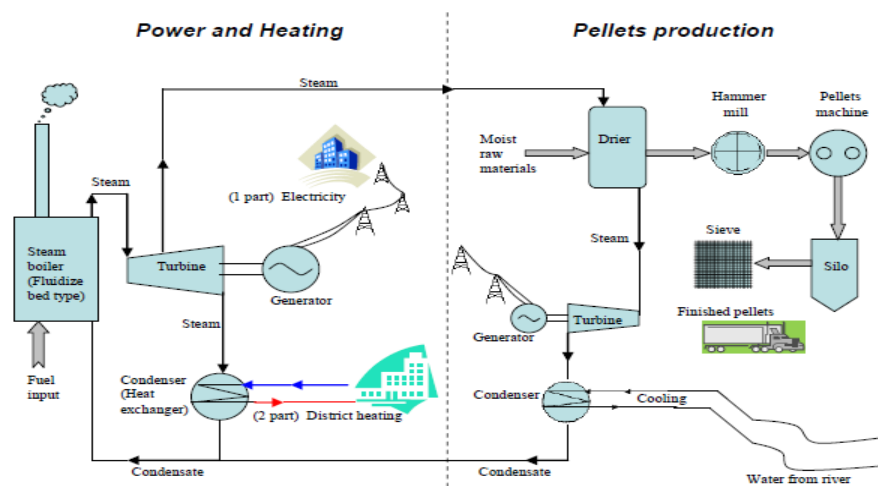 Power and Heating
Pellets production
Steam
Hammer
mill
Pellets
machine
Moist
raw
materials
Drier
Steam
(1 part) Electricity
Steam
boiler
(Fluidize
bed type)
Turbine
Generator
Steam
Sieve
Silo
Steam
Generator
Turbine
Finished pellets
Fuel
input
Condenser
(Heat
exchanger)
(2 part) District heating
Condenser
Cooling
Condensate
Condensate
Water from river